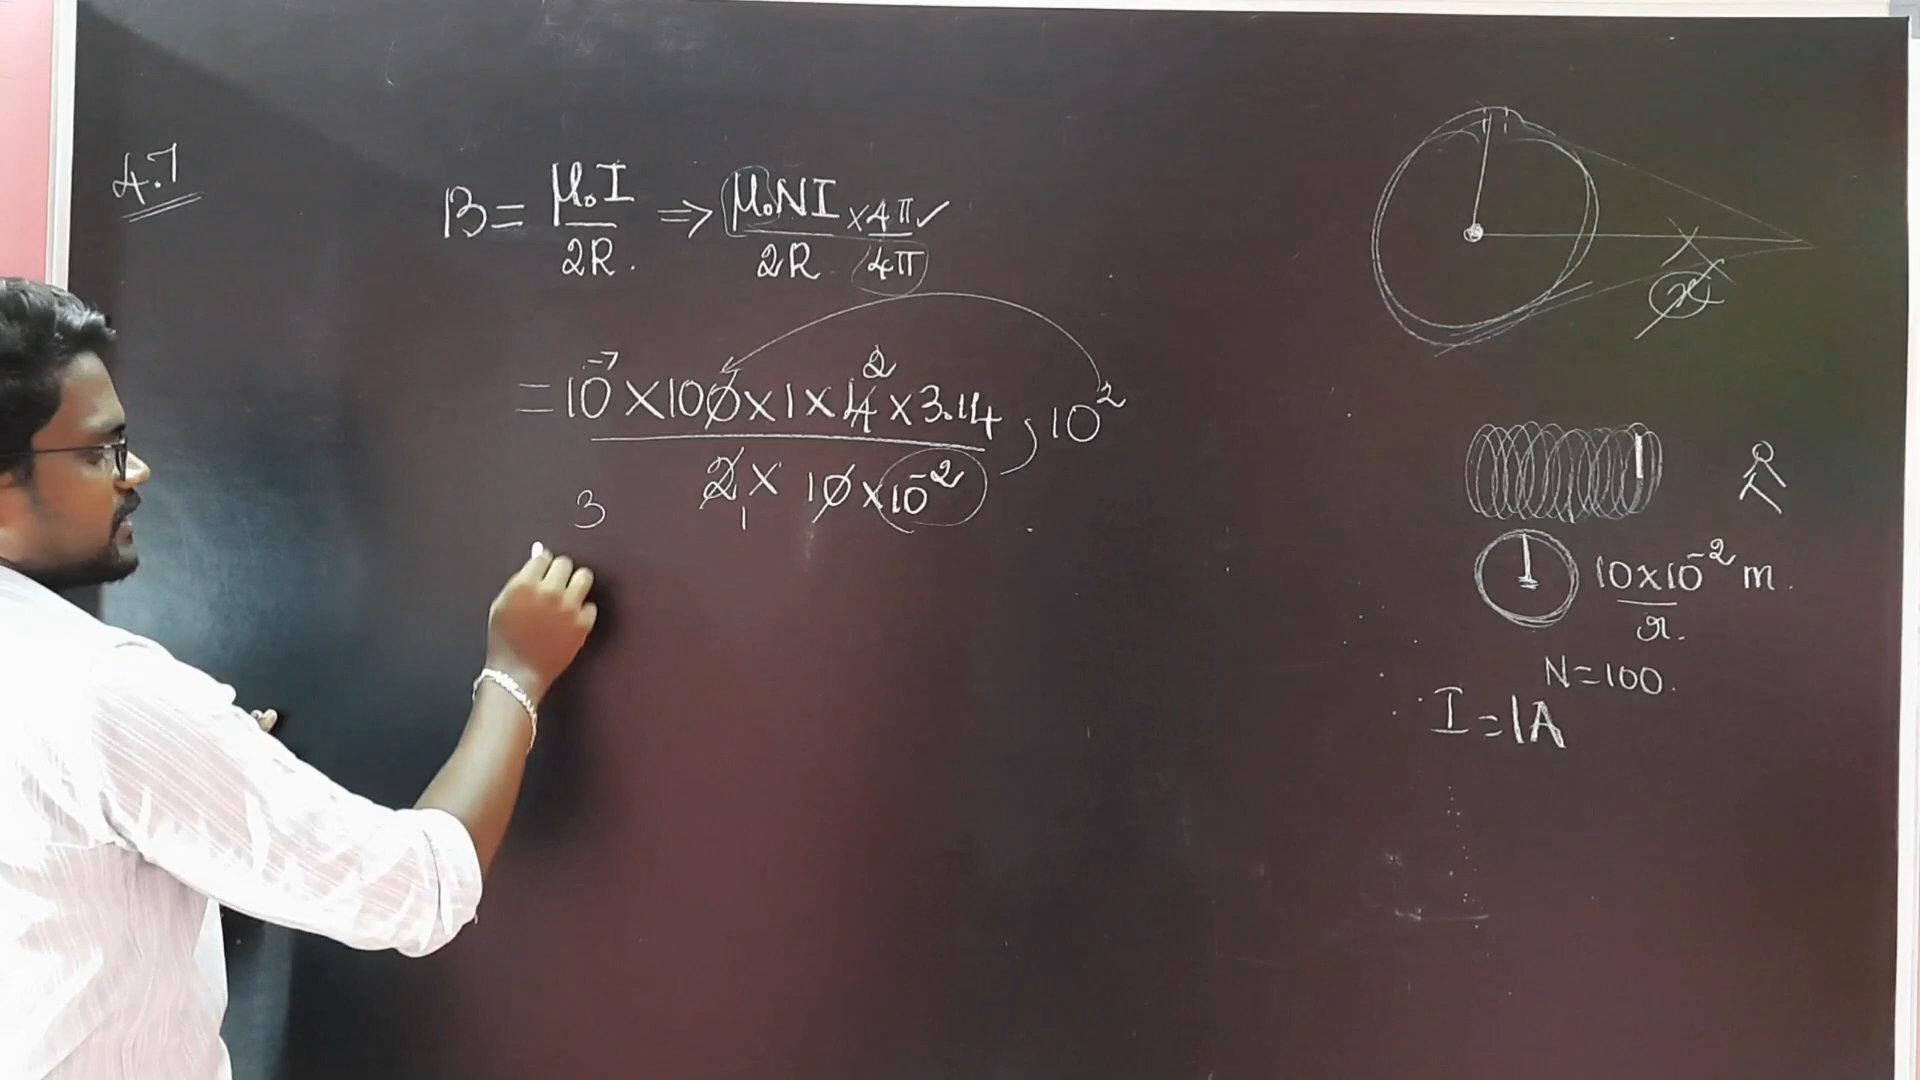 4.7
B = μ₀I / 2R. ⇒ μ₀NI / 2R × 4π / 4π ✓
2
= 10⁻⁷ × 100 × 1 × 4 × 3.14
2 × 10 × 10⁻²
10²
1
3
10 × 10⁻² m.
r.
N = 100.
I = 1A